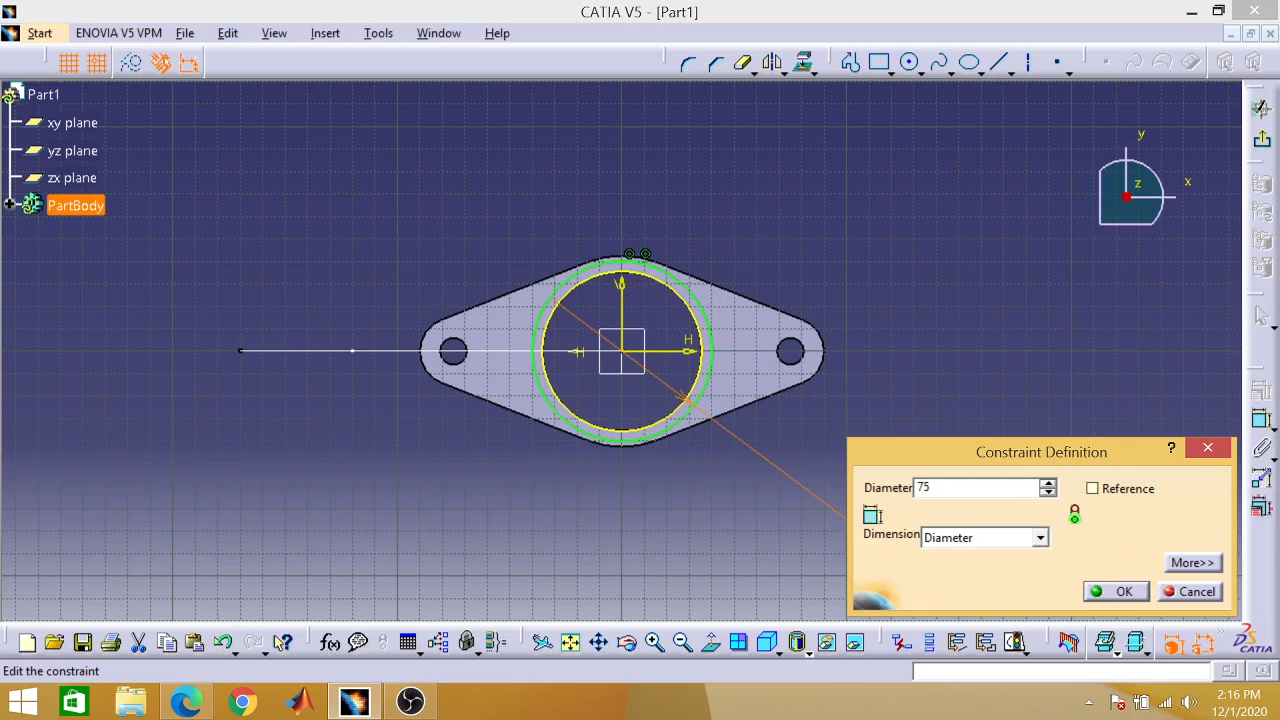 CATIA V5 - [Part1]
Start ENOVIA V5 VPM File Edit View Insert Tools Window Help
Part1
xy plane
yz plane
zx plane
PartBody
y
z
x
V
H
H
Constraint Definition
? X
Diameter 75
Reference
Dimension Diameter
More>>
OK Cancel
f(x)
CATIA
Edit the constraint
2:16 PM
12/1/2020